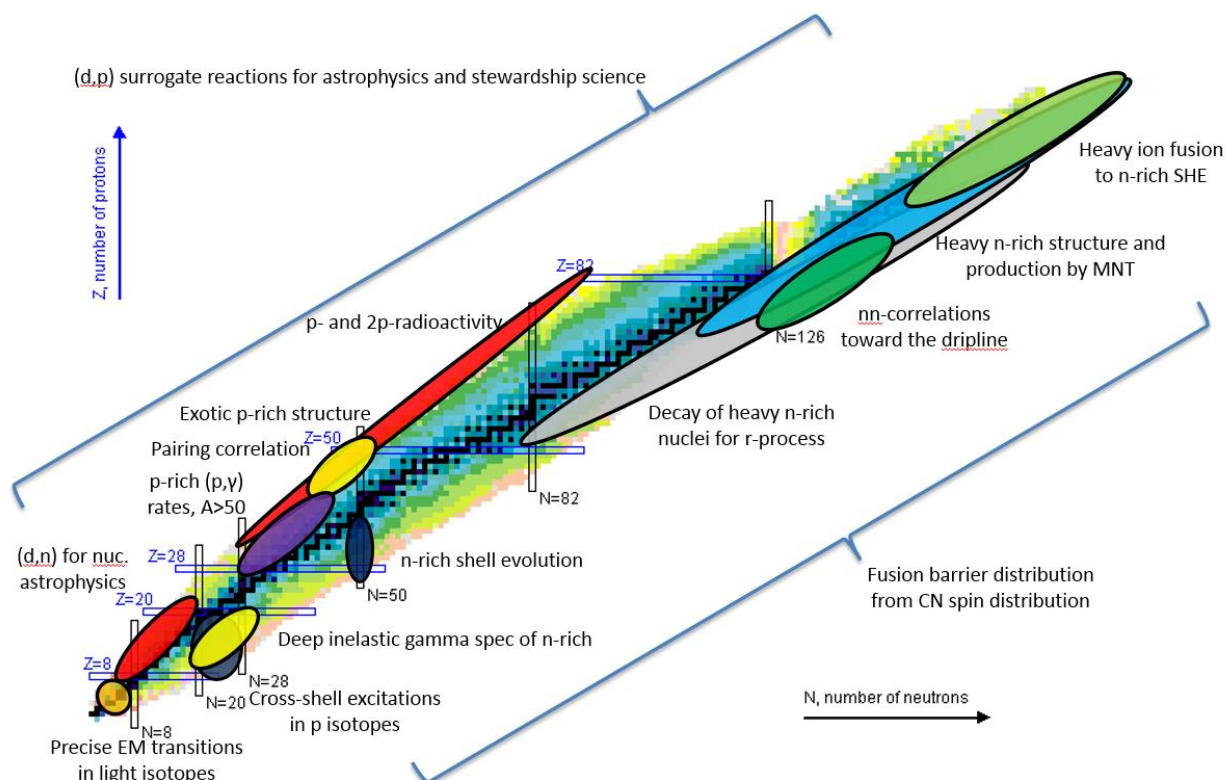 (d,p) surrogate reactions for astrophysics and stewardship science
Z, number of protons
Heavy ion fusion
to n-rich SHE
Heavy n-rich structure and
production by MNT
Z=82
p- and 2p-radioactivity
nn-correlations
toward the dripline
N=126
Exotic p-rich structure
Decay of heavy n-rich
nuclei for r-process
Z=50
Pairing correlation
p-rich (p,γ)
rates, A>50
N=82
(d,n) for nuc.
astrophysics
Z=28
n-rich shell evolution
N=50
Fusion barrier distribution
from CN spin distribution
Z=20
Deep inelastic gamma spec of n-rich
Z=8
N=28
N=20
Cross-shell excitations
in p isotopes
N, number of neutrons
N=8
Precise EM transitions
in light isotopes